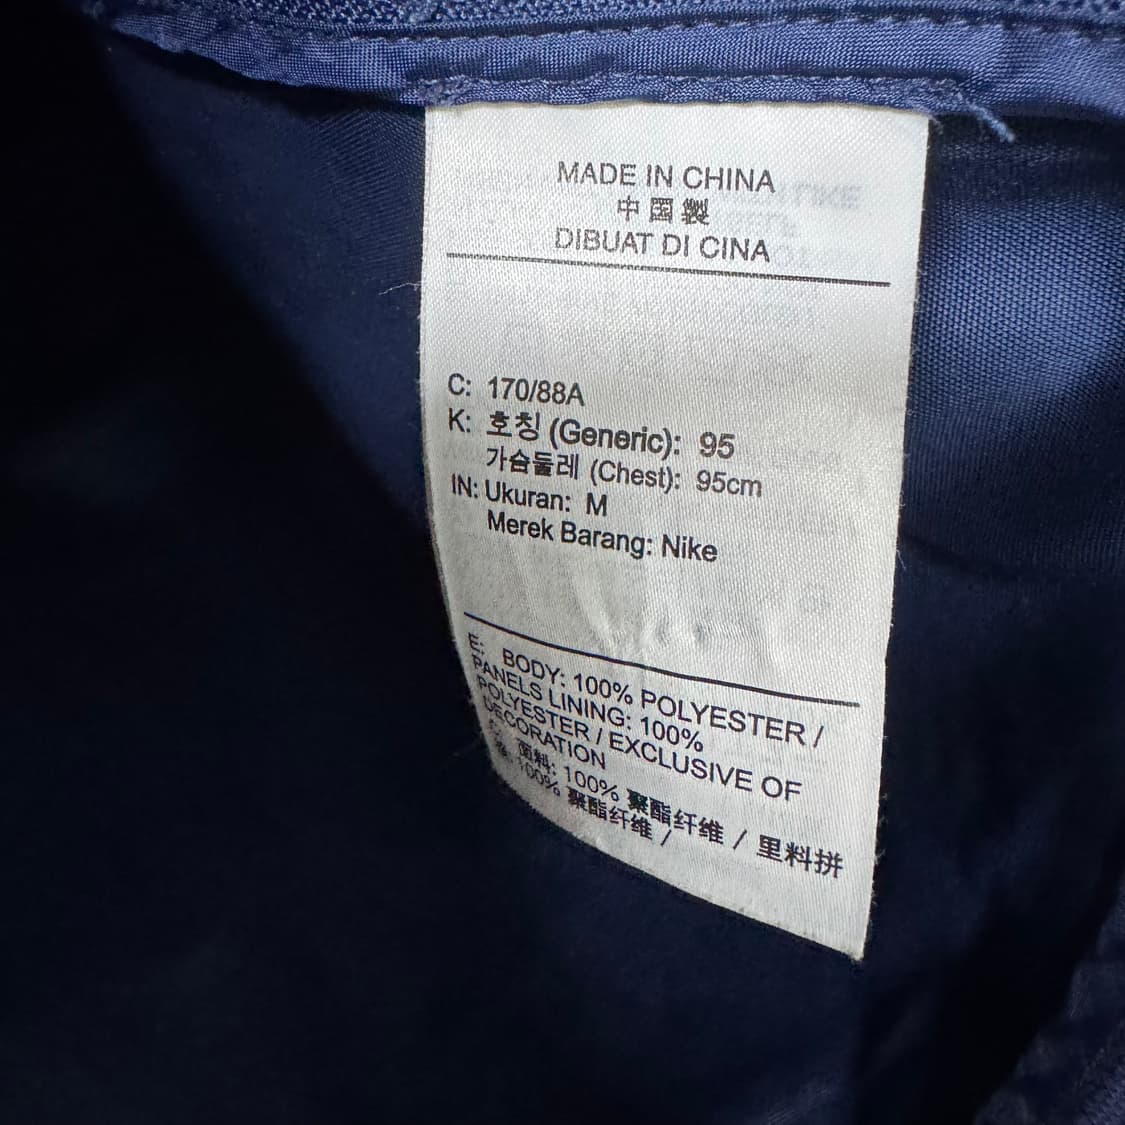 MADE IN CHINA
中国製
DIBUAT DI CINA
C: 170/88A
K: 호칭 (Generic): 95
가슴둘레 (Chest): 95cm
IN: Ukuran: M
Merek Barang: Nike
E: BODY: 100% POLYESTER /
PANELS LINING: 100%
POLYESTER / EXCLUSIVE OF
DECORATION
面料: 100% 聚酯纤维 / 里料拼
100% 聚酯纤维 /